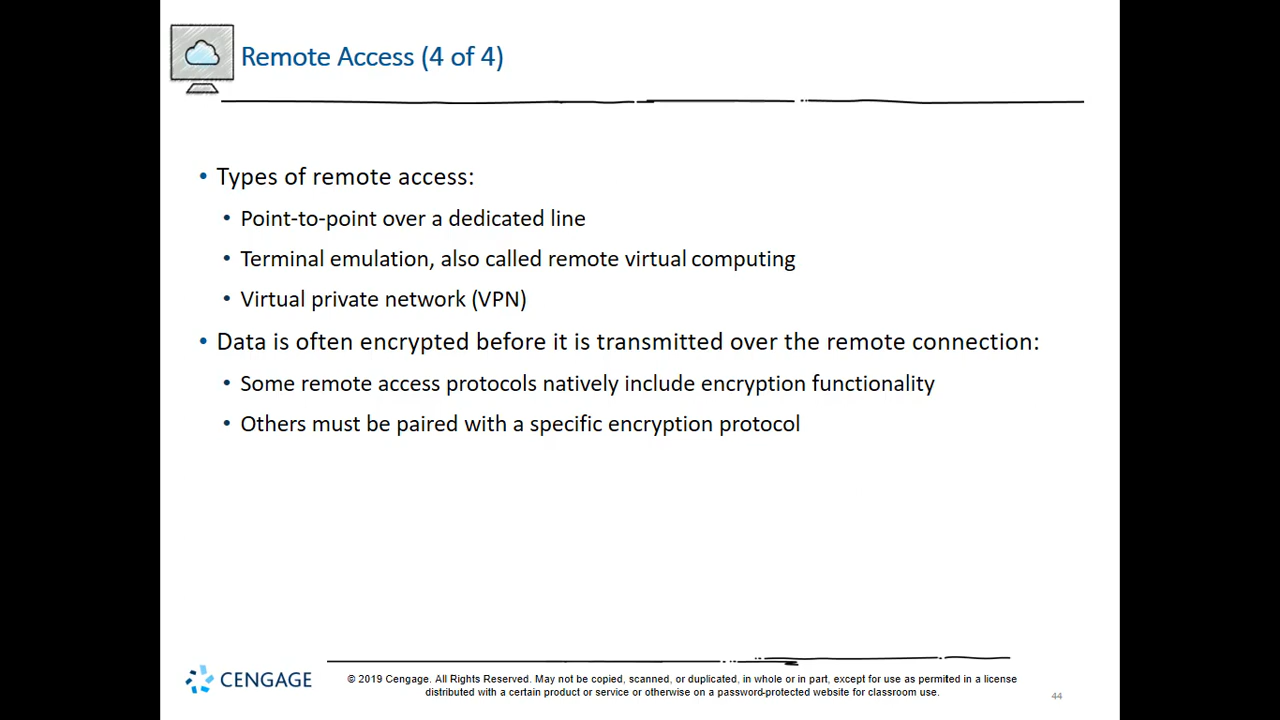 Remote Access (4 of 4)
• Types of remote access:
• Point-to-point over a dedicated line
• Terminal emulation, also called remote virtual computing
• Virtual private network (VPN)
• Data is often encrypted before it is transmitted over the remote connection:
• Some remote access protocols natively include encryption functionality
• Others must be paired with a specific encryption protocol
CENGAGE
© 2019 Cengage. All Rights Reserved. May not be copied, scanned, or duplicated, in whole or in part, except for use as permitted in a license
distributed with a certain product or service or otherwise on a password-protected website for classroom use.
44